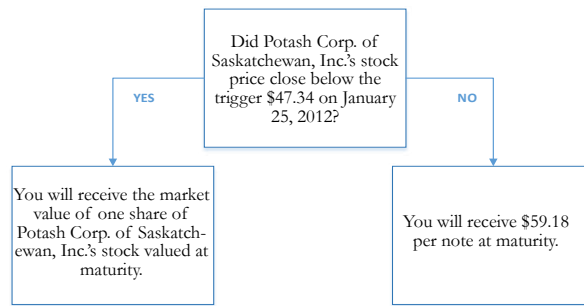 Did Potash Corp. of
Saskatchewan, Inc.'s stock
price close below the
trigger $47.34 on January
25, 2012?
YES
NO
You will receive the market
value of one share of
Potash Corp. of Saskatch-
ewan, Inc.'s stock valued at
maturity.
You will receive $59.18
per note at maturity.